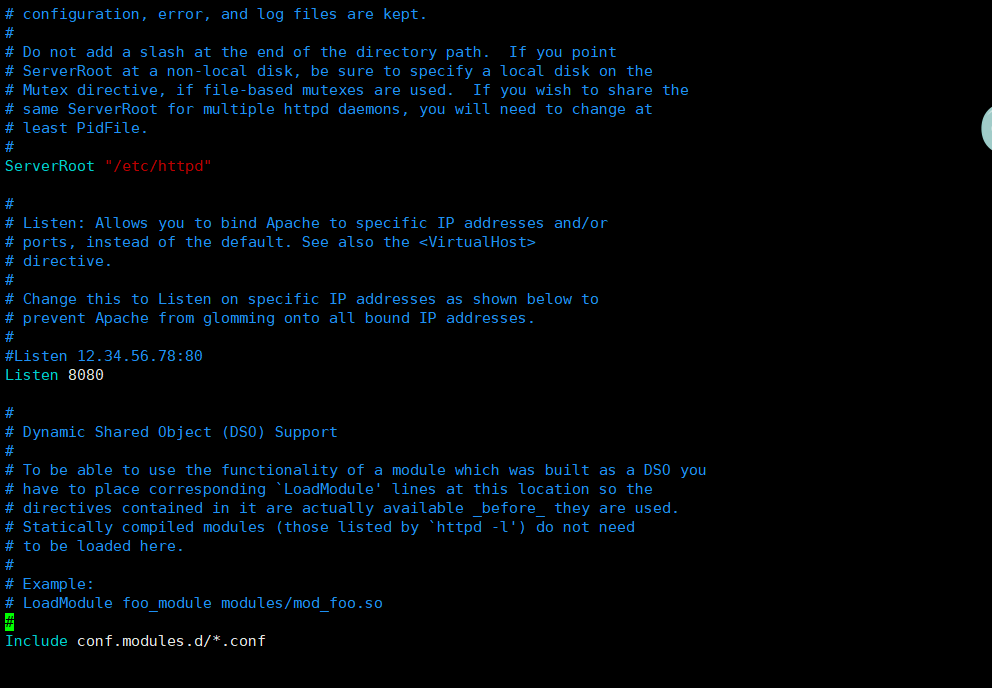 # configuration, error, and log files are kept.
#
# Do not add a slash at the end of the directory path.  If you point
# ServerRoot at a non-local disk, be sure to specify a local disk on the
# Mutex directive, if file-based mutexes are used.  If you wish to share the
# same ServerRoot for multiple httpd daemons, you will need to change at
# least PidFile.
#
ServerRoot "/etc/httpd"

#
# Listen: Allows you to bind Apache to specific IP addresses and/or
# ports, instead of the default. See also the <VirtualHost>
# directive.
#
# Change this to Listen on specific IP addresses as shown below to
# prevent Apache from glomming onto all bound IP addresses.
#
#Listen 12.34.56.78:80
Listen 8080

#
# Dynamic Shared Object (DSO) Support
#
# To be able to use the functionality of a module which was built as a DSO you
# have to place corresponding `LoadModule' lines at this location so the
# directives contained in it are actually available _before_ they are used.
# Statically compiled modules (those listed by `httpd -l') do not need
# to be loaded here.
#
# Example:
# LoadModule foo_module modules/mod_foo.so
#
Include conf.modules.d/*.conf